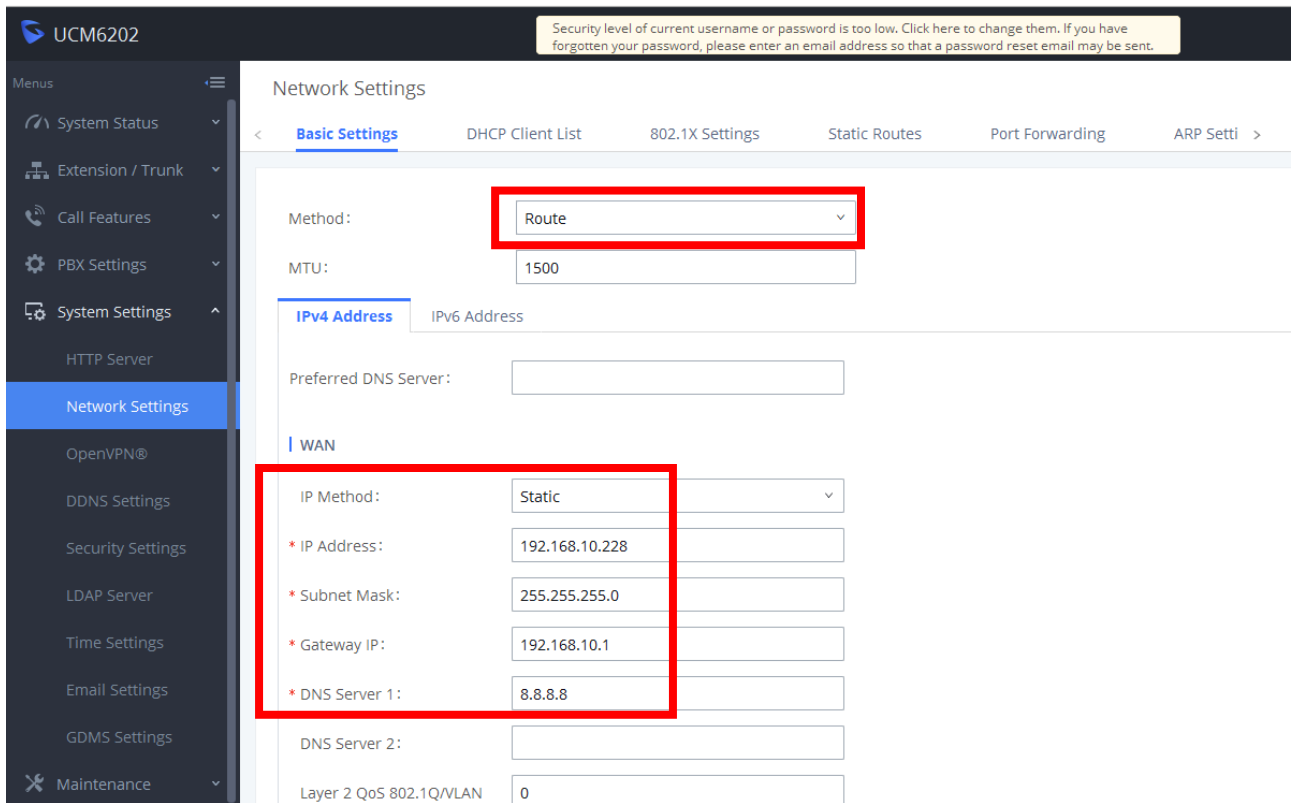 UCM6202
Security level of current username or password is too low. Click here to change them. If you have
forgotten your password, please enter an email address so that a password reset email may be sent.
Menus
System Status
Extension / Trunk
Call Features
PBX Settings
System Settings
HTTP Server
Network Settings
OpenVPN®
DDNS Settings
Security Settings
LDAP Server
Time Settings
Email Settings
GDMS Settings
Maintenance
Network Settings
< Basic Settings DHCP Client List 802.1X Settings Static Routes Port Forwarding ARP Setti >
Method: Route
MTU: 1500
IPv4 Address IPv6 Address
Preferred DNS Server:
WAN
IP Method: Static
* IP Address: 192.168.10.228
* Subnet Mask: 255.255.255.0
* Gateway IP: 192.168.10.1
* DNS Server 1: 8.8.8.8
DNS Server 2:
Layer 2 QoS 802.1Q/VLAN 0